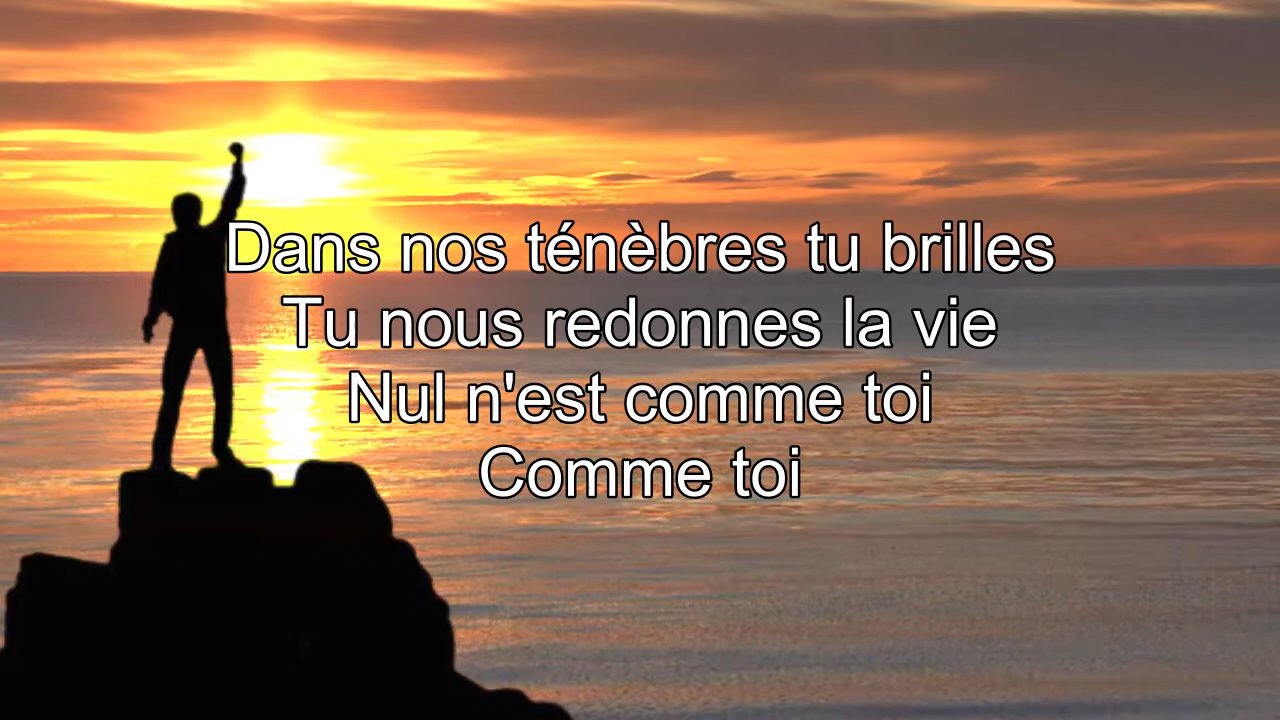 Dans nos ténèbres tu brilles
Tu nous redonnes la vie
Nul n'est comme toi
Comme toi